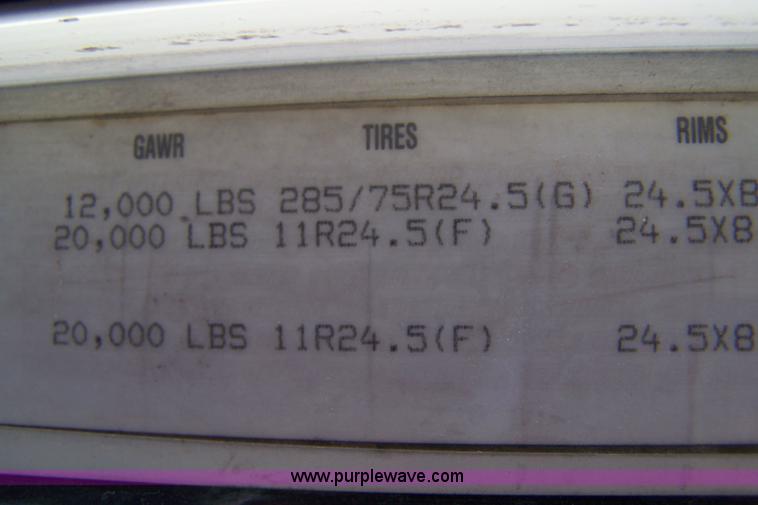 GAWR TIRES RIMS
12,000 LBS 285/75R24.5(G) 24.5X8
20,000 LBS 11R24.5(F) 24.5X8
20,000 LBS 11R24.5(F) 24.5X8
www.purplewave.com